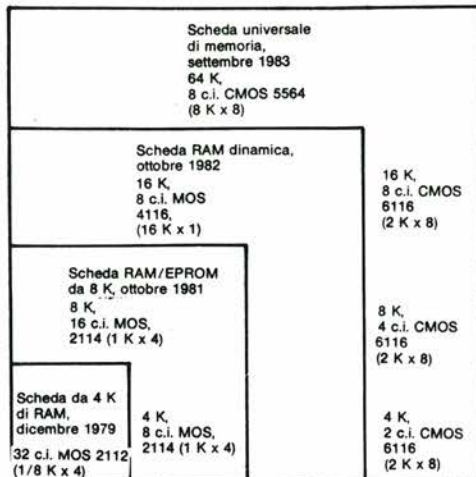 Scheda universale
di memoria,
settembre 1983
64 K,
8 c.i. CMOS 5564
(8 K x 8)
Scheda RAM dinamica,
ottobre 1982
16 K,
8 c.i. MOS
4116,
(16 K x 1)
16 K,
8 c.i. CMOS
6116
(2 K x 8)
Scheda RAM/EPROM
da 8 K, ottobre 1981
8 K,
16 c.i. MOS,
2114 (1 K x 4)
8 K,
4 c.i. CMOS
6116
(2 K x 8)
Scheda da 4 K
di RAM,
dicembre 1979
32 c.i. MOS 2112
(1/8 K x 4)
4 K,
8 c.i. MOS,
2114 (1 K x 4)
4 K,
2 c.i. CMOS
6116
(2 K x 8)